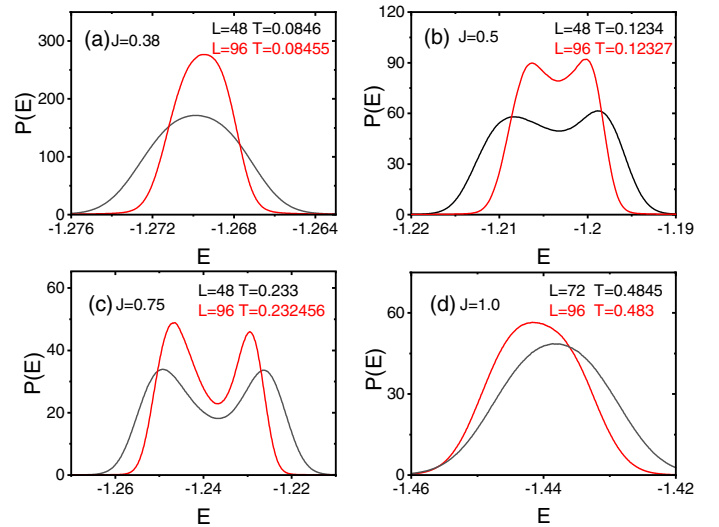 (a) J=0.38
L=48 T=0.0846
L=96 T=0.08455
P(E)
300
200
100
0
-1.276 -1.272 -1.268 -1.264
E
(b) J=0.5
L=48 T=0.1234
L=96 T=0.12327
P(E)
120
90
60
30
0
-1.22 -1.21 -1.2 -1.19
E
(c) J=0.75
L=48 T=0.233
L=96 T=0.232456
P(E)
60
40
20
0
-1.26 -1.24 -1.22
E
(d) J=1.0
L=72 T=0.4845
L=96 T=0.483
P(E)
60
30
0
-1.46 -1.44 -1.42
E